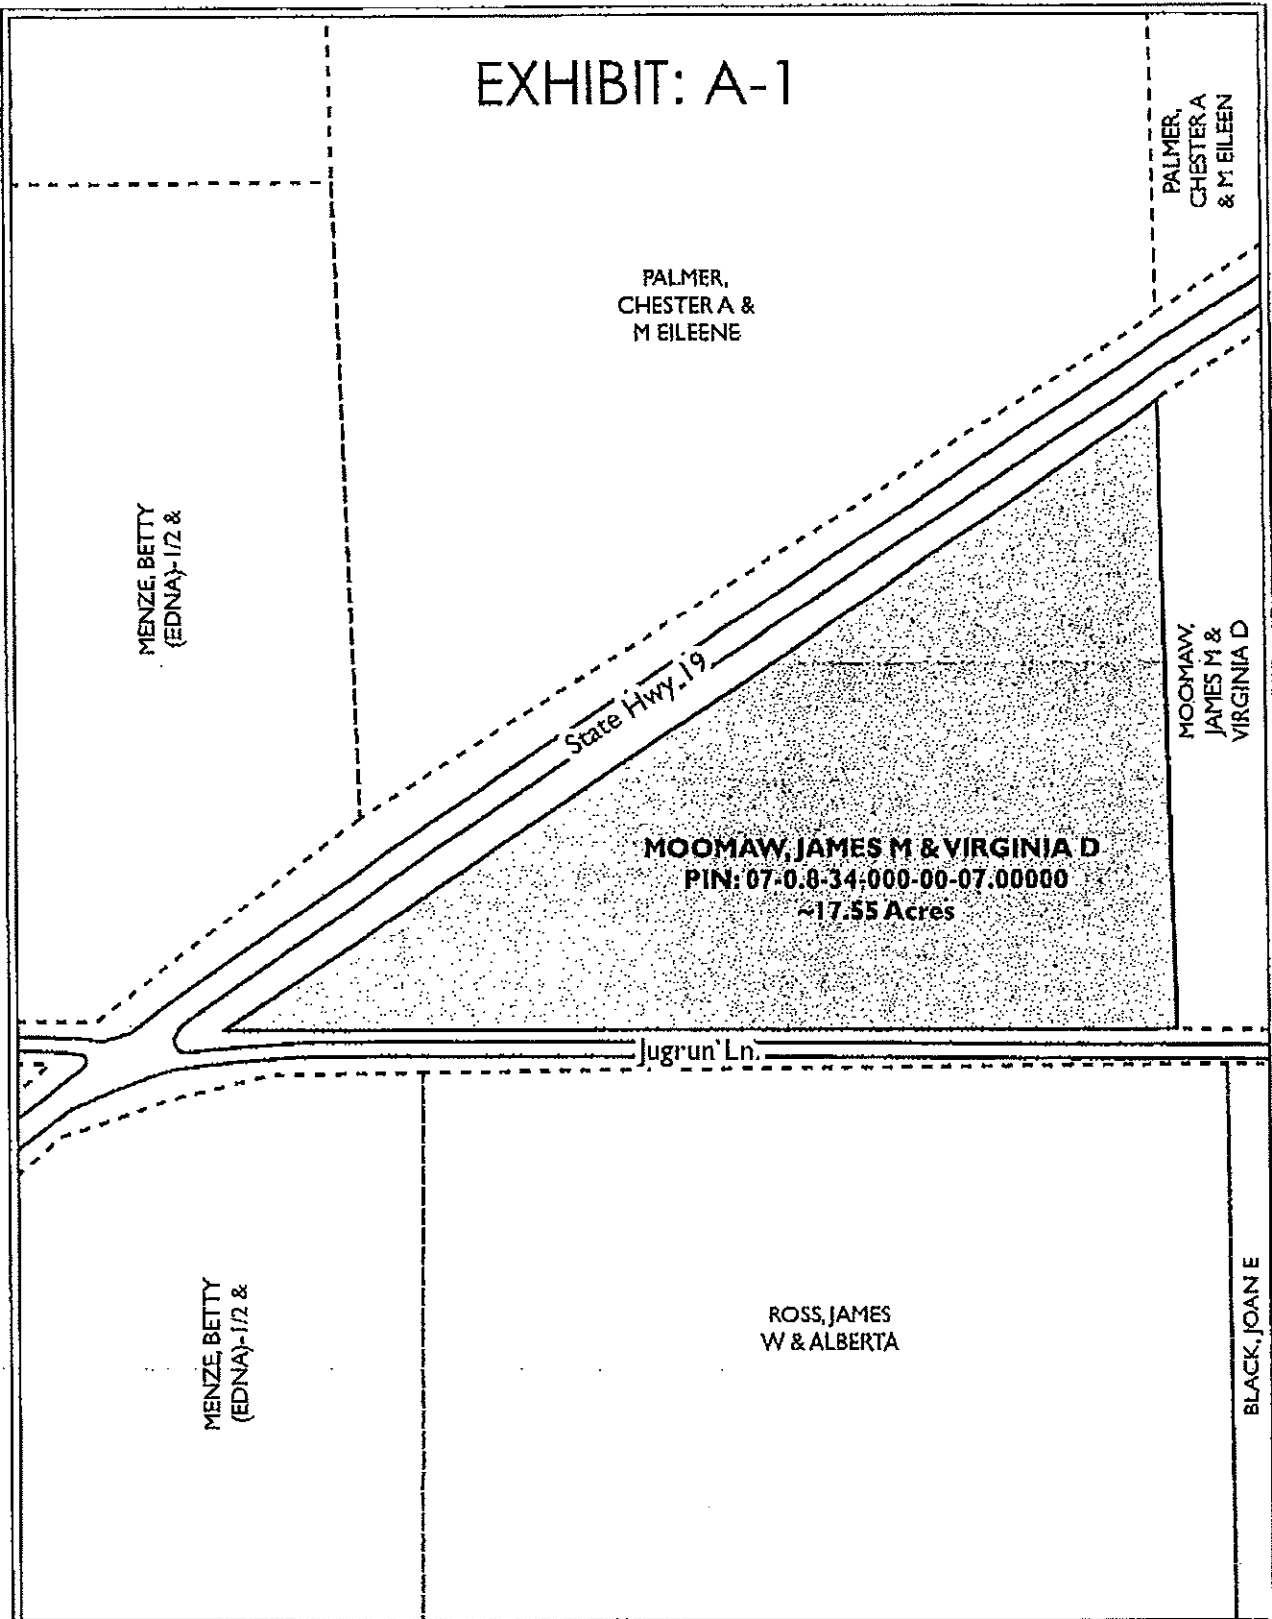 EXHIBIT: A-1
PALMER,
CHESTER A
& M EILEEN
PALMER,
CHESTER A &
M EILEENE
MENZE, BETTY
(EDNA)-1/2 &
State Hwy 19
MOOMAW,
JAMES M &
VIRGINIA D
MOOMAW, JAMES M & VIRGINIA D
PIN: 07-0.8-34-000-00-07.00000
~17.55 Acres
Jugrun Ln.
MENZE, BETTY
(EDNA)-1/2 &
ROSS, JAMES
W & ALBERTA
BLACK, JOAN E